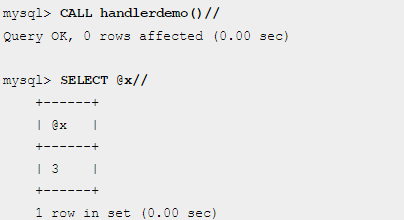 mysql> CALL handlerdemo()//
Query OK, 0 rows affected (0.00 sec)
mysql> SELECT @x//
+------+
| @x   |
+------+
| 3    |
+------+
1 row in set (0.00 sec)